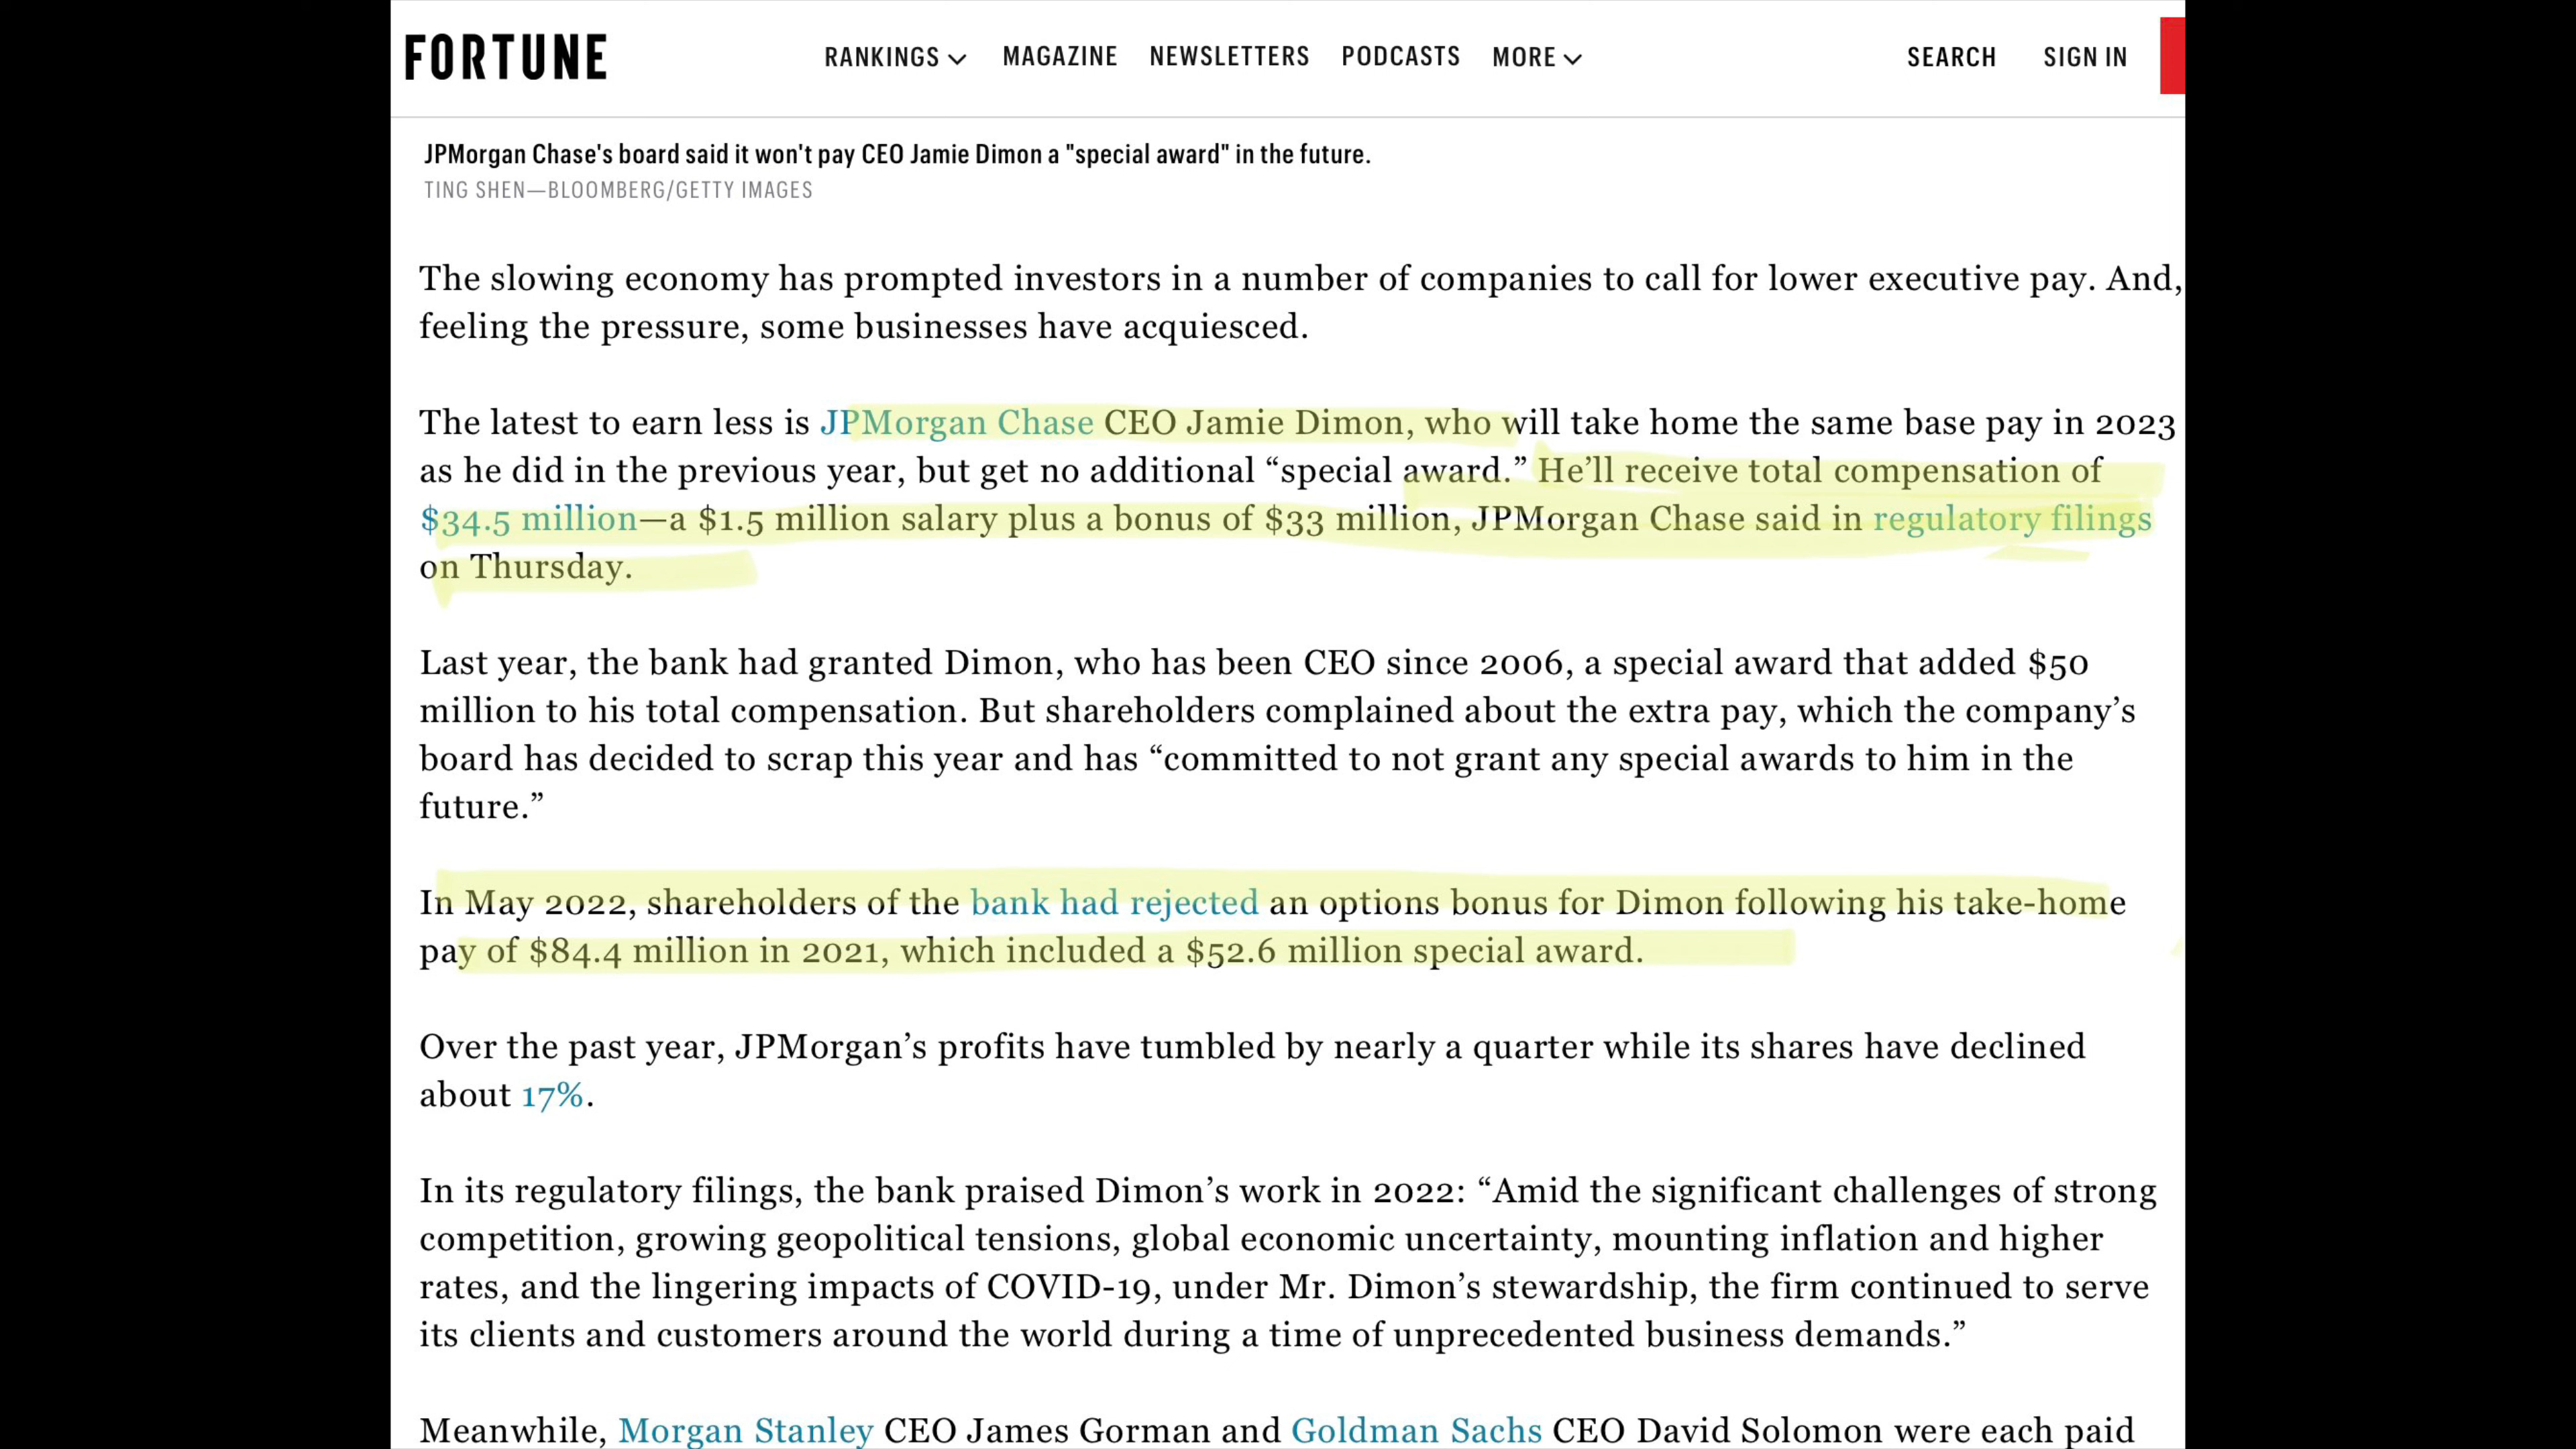 FORTUNE
RANKINGS MAGAZINE NEWSLETTERS PODCASTS MORE SEARCH SIGN IN
JPMorgan Chase's board said it won't pay CEO Jamie Dimon a "special award" in the future.
TING SHEN—BLOOMBERG/GETTY IMAGES
The slowing economy has prompted investors in a number of companies to call for lower executive pay. And,
feeling the pressure, some businesses have acquiesced.
The latest to earn less is JPMorgan Chase CEO Jamie Dimon, who will take home the same base pay in 2023
as he did in the previous year, but get no additional “special award.” He’ll receive total compensation of
$34.5 million—a $1.5 million salary plus a bonus of $33 million, JPMorgan Chase said in regulatory filings
on Thursday.
Last year, the bank had granted Dimon, who has been CEO since 2006, a special award that added $50
million to his total compensation. But shareholders complained about the extra pay, which the company’s
board has decided to scrap this year and has “committed to not grant any special awards to him in the
future.”
In May 2022, shareholders of the bank had rejected an options bonus for Dimon following his take-home
pay of $84.4 million in 2021, which included a $52.6 million special award.
Over the past year, JPMorgan’s profits have tumbled by nearly a quarter while its shares have declined
about 17%.
In its regulatory filings, the bank praised Dimon’s work in 2022: “Amid the significant challenges of strong
competition, growing geopolitical tensions, global economic uncertainty, mounting inflation and higher
rates, and the lingering impacts of COVID-19, under Mr. Dimon’s stewardship, the firm continued to serve
its clients and customers around the world during a time of unprecedented business demands.”
Meanwhile, Morgan Stanley CEO James Gorman and Goldman Sachs CEO David Solomon were each paid